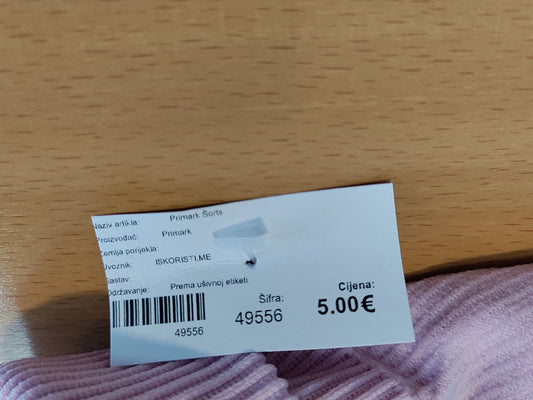 Naziv artikla: Primark Šorts
Proizvođač: Primark
Zemlja porijekla:
Uvoznik: ISKORISTI.ME
Sastav:
Održavanje: Prema ušivnoj etiketi
49556
Šifra:
49556
Cijena:
5.00€